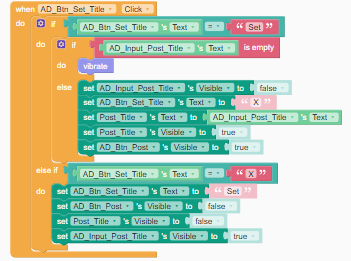 when AD_Btn_Set_Title Click
do if AD_Btn_Set_Title 's Text = " Set "
do if AD_Input_Post_Title 's Text is empty
do vibrate
else set AD_Input_Post_Title 's Visible to false
set AD_Btn_Set_Title 's Text to " X "
set Post_Title 's Text to AD_Input_Post_Title 's Text
set Post_Title 's Visible to true
set AD_Btn_Post 's Visible to true
else if AD_Btn_Set_Title 's Text = " X "
do set AD_Btn_Set_Title 's Text to " Set "
set AD_Btn_Post 's Visible to false
set Post_Title 's Visible to false
set AD_Input_Post_Title 's Visible to true